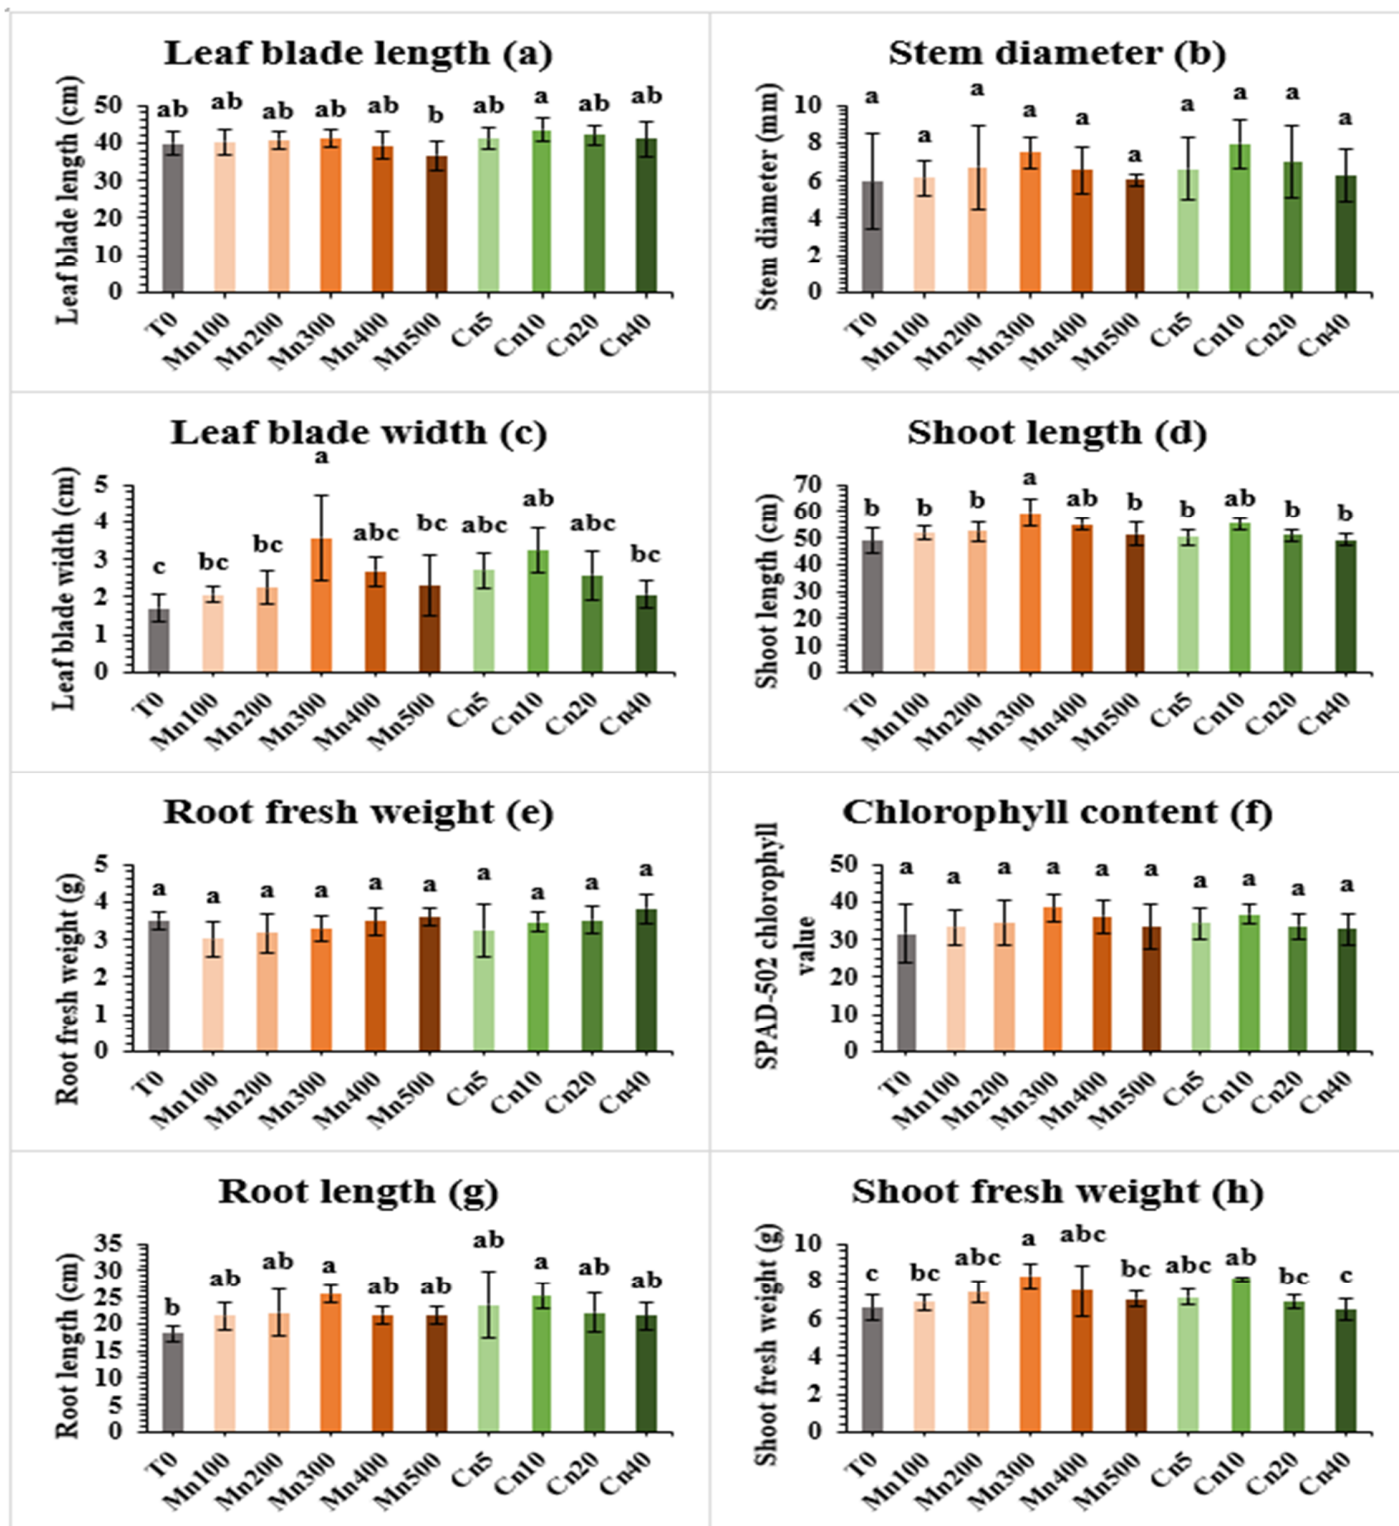 Leaf blade length (a)
Leaf blade length (cm)
50
40
30
20
10
0
ab ab ab ab ab b ab a ab ab
T0 Mn100 Mn200 Mn300 Mn400 Mn500 Cn5 Cn10 Cn20 Cn40
Stem diameter (b)
Stem diameter (mm)
10
8
6
4
2
0
a a a a a a a a a a
T0 Mn100 Mn200 Mn300 Mn400 Mn500 Cn5 Cn10 Cn20 Cn40
Leaf blade width (c)
Leaf blade width (cm)
5
4
3
2
1
0
c bc bc a abc bc abc ab abc bc
T0 Mn100 Mn200 Mn300 Mn400 Mn500 Cn5 Cn10 Cn20 Cn40
Shoot length (d)
Shoot length (cm)
70
60
50
40
30
20
10
0
b b b a ab b b ab b b
T0 Mn100 Mn200 Mn300 Mn400 Mn500 Cn5 Cn10 Cn20 Cn40
Root fresh weight (e)
Root fresh weight (g)
5
4
3
2
1
0
a a a a a a a a a a
T0 Mn100 Mn200 Mn300 Mn400 Mn500 Cn5 Cn10 Cn20 Cn40
Chlorophyll content (f)
SPAD-502 chlorophyll
value
50
40
30
20
10
0
a a a a a a a a a a
T0 Mn100 Mn200 Mn300 Mn400 Mn500 Cn5 Cn10 Cn20 Cn40
Root length (g)
Root length (cm)
35
30
25
20
15
10
5
0
b ab ab a ab ab ab a ab ab
T0 Mn100 Mn200 Mn300 Mn400 Mn500 Cn5 Cn10 Cn20 Cn40
Shoot fresh weight (h)
Shoot fresh weight (g)
10
8
6
4
2
0
c bc abc a abc bc abc ab bc c
T0 Mn100 Mn200 Mn300 Mn400 Mn500 Cn5 Cn10 Cn20 Cn40